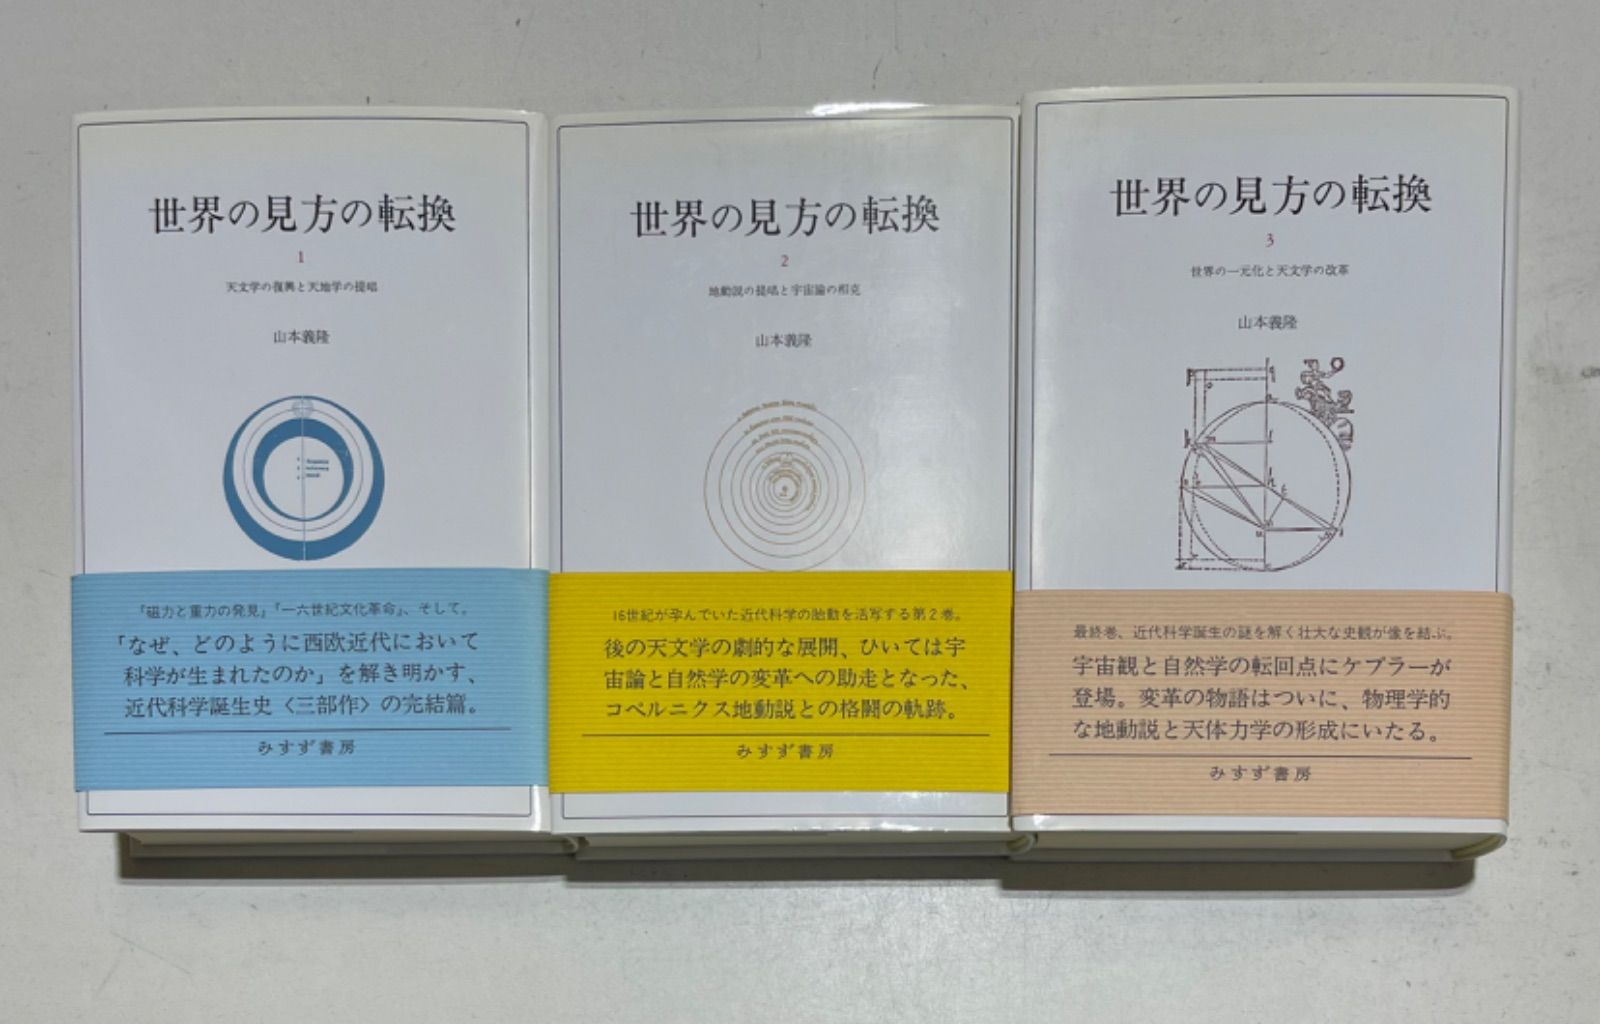 世界の見方の転換
1
天文学の復興と天地学の提唱
山本義隆
『磁力と重力の発見』『一六世紀文化革命』、そして。
「なぜ、どのように西欧近代において
科学が生まれたのか」を解き明かす、
近代科学誕生史〈三部作〉の完結篇。
みすず書房
世界の見方の転換
2
地動説の提唱と宇宙論の相克
山本義隆
16世紀が孕んでいた近代科学の胎動を活写する第2巻。
後の天文学の劇的な展開、ひいては宇
宙論と自然学の変革への助走となった、
コペルニクス地動説との格闘の軌跡。
みすず書房
世界の見方の転換
3
世界の一元化と天文学の改革
山本義隆
最終巻、近代科学誕生の謎を解く壮大な史観が像を結ぶ。
宇宙観と自然学の転回点にケプラーが
登場。変革の物語はついに、物理学的
な地動説と天体力学の形成にいたる。
みすず書房